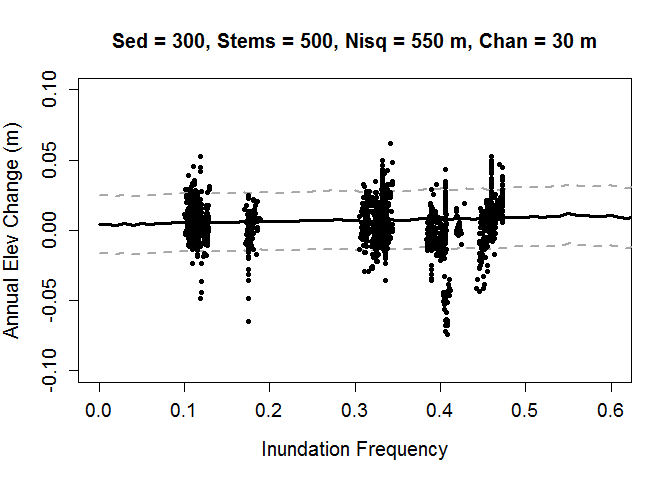 Sed = 300, Stems = 500, Nisq = 550 m, Chan = 30 m
Annual Elev Change (m)
0.10
0.05
0.00
-0.05
-0.10
0.0 0.1 0.2 0.3 0.4 0.5 0.6
Inundation Frequency